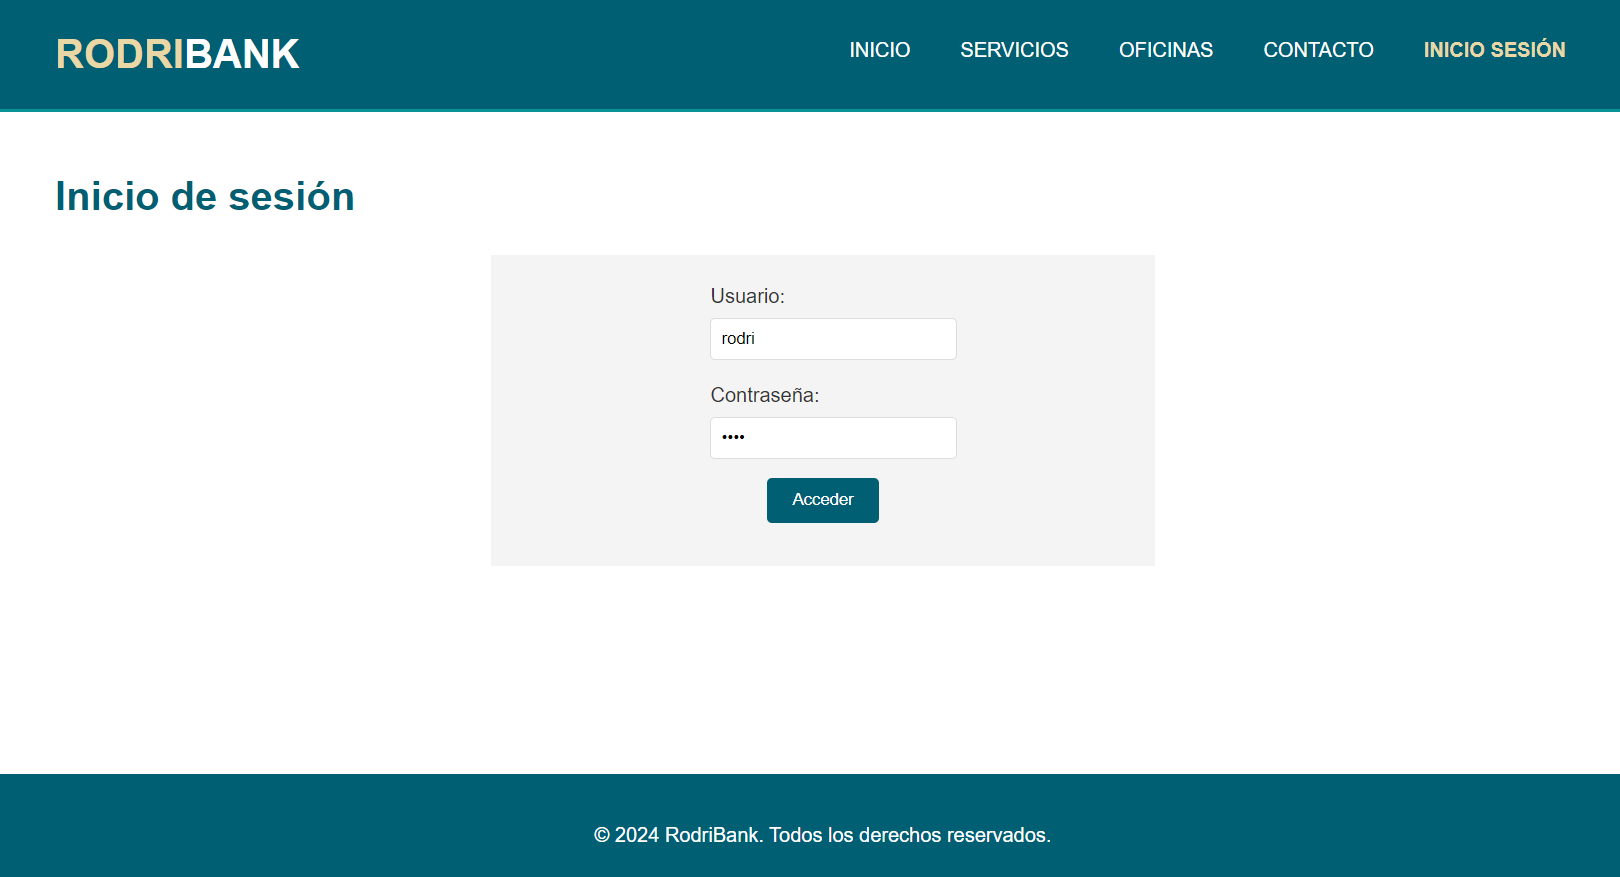 RODRIBANK
INICIO SERVICIOS OFICINAS CONTACTO INICIO SESIÓN
Inicio de sesión
Usuario:
rodri
Contraseña:
••••
Acceder
© 2024 RodriBank. Todos los derechos reservados.